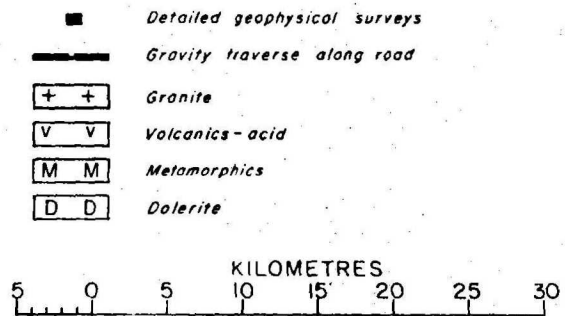 Detailed geophysical surveys
Gravity traverse along road
+ + Granite
V V Volcanics-acid
M M Metamorphics
D D Dolerite
KILOMETRES
5 0 5 10 15 20 25 30